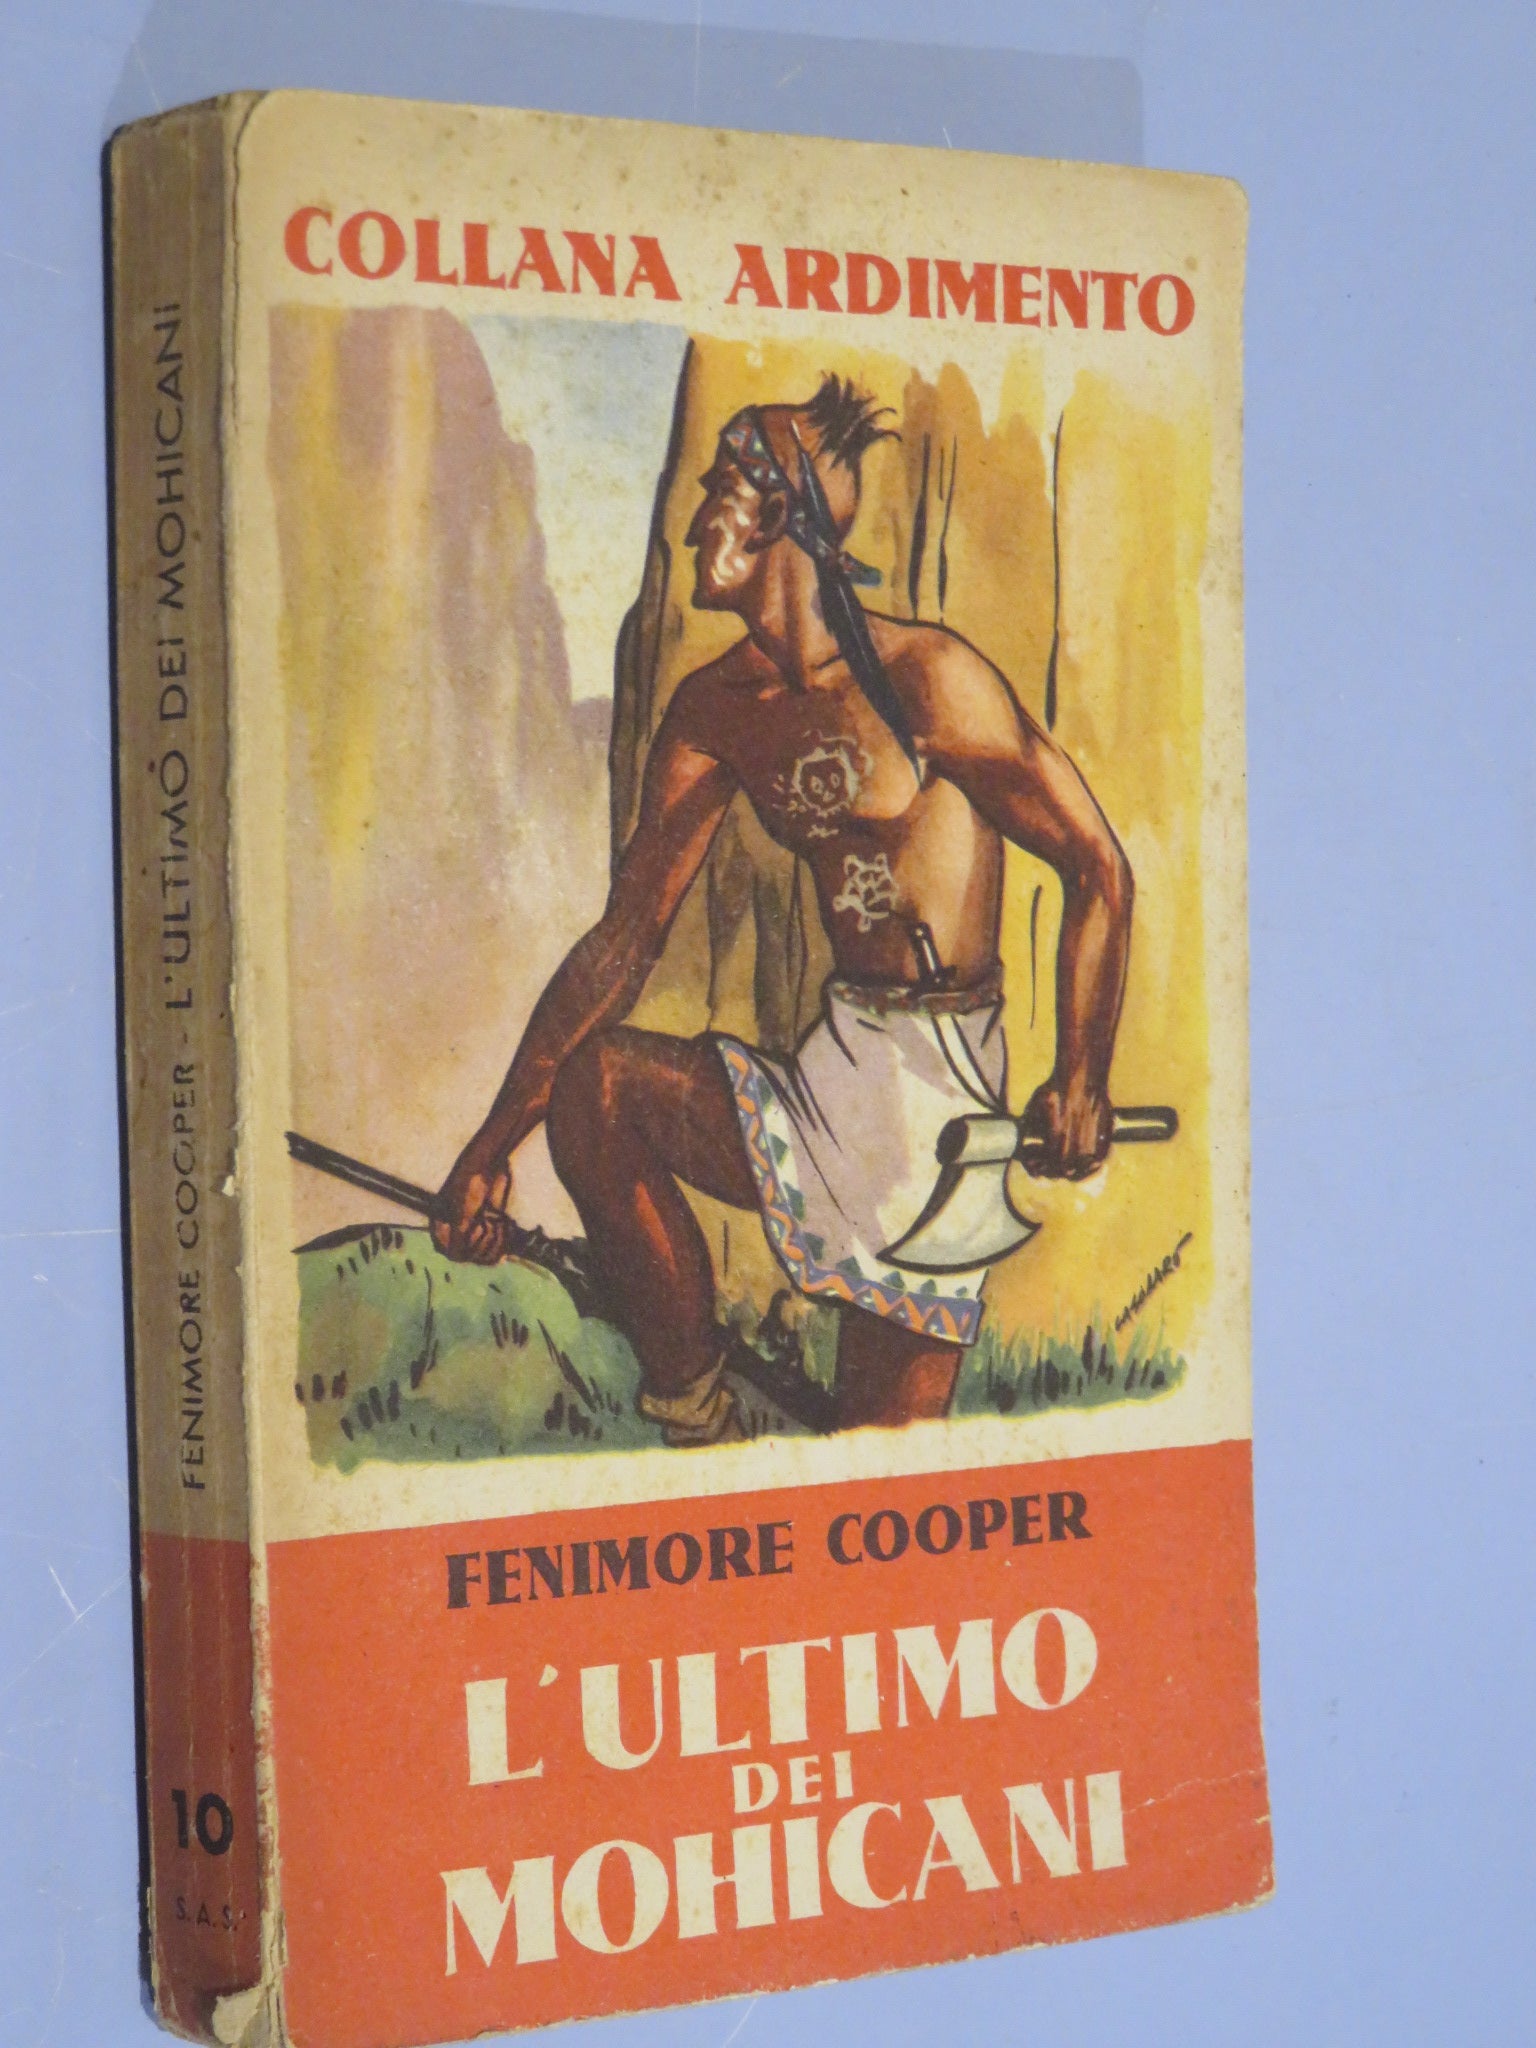 COLLANA ARDIMENTO
FENIMORE COOPER
L'ULTIMO
DEI
MOHICANI
FENIMORE COOPER - L'ULTIMO DEI MOHICANI
10
S.A.S.